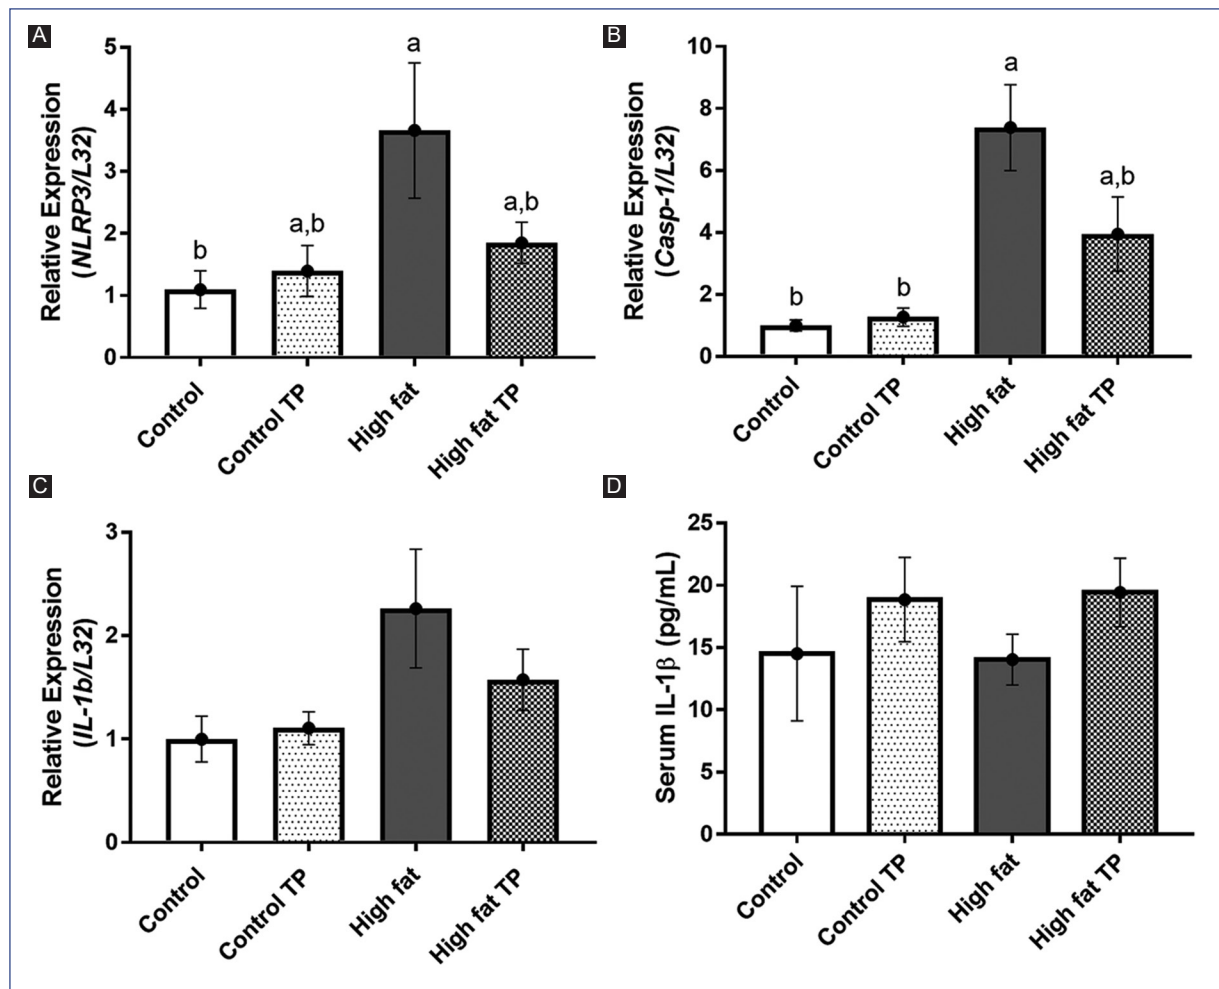 A
Relative Expression
(NLRP3/L32)
5
4
3
2
1
0
b
a,b
a
a,b
Control
Control TP
High fat
High fat TP
B
Relative Expression
(Casp-1/L32)
10
8
6
4
2
0
b
b
a
a,b
Control
Control TP
High fat
High fat TP
C
Relative Expression
(IL-1b/L32)
3
2
1
0
Control
Control TP
High fat
High fat TP
D
Serum IL-1β (pg/mL)
25
20
15
10
5
0
Control
Control TP
High fat
High fat TP